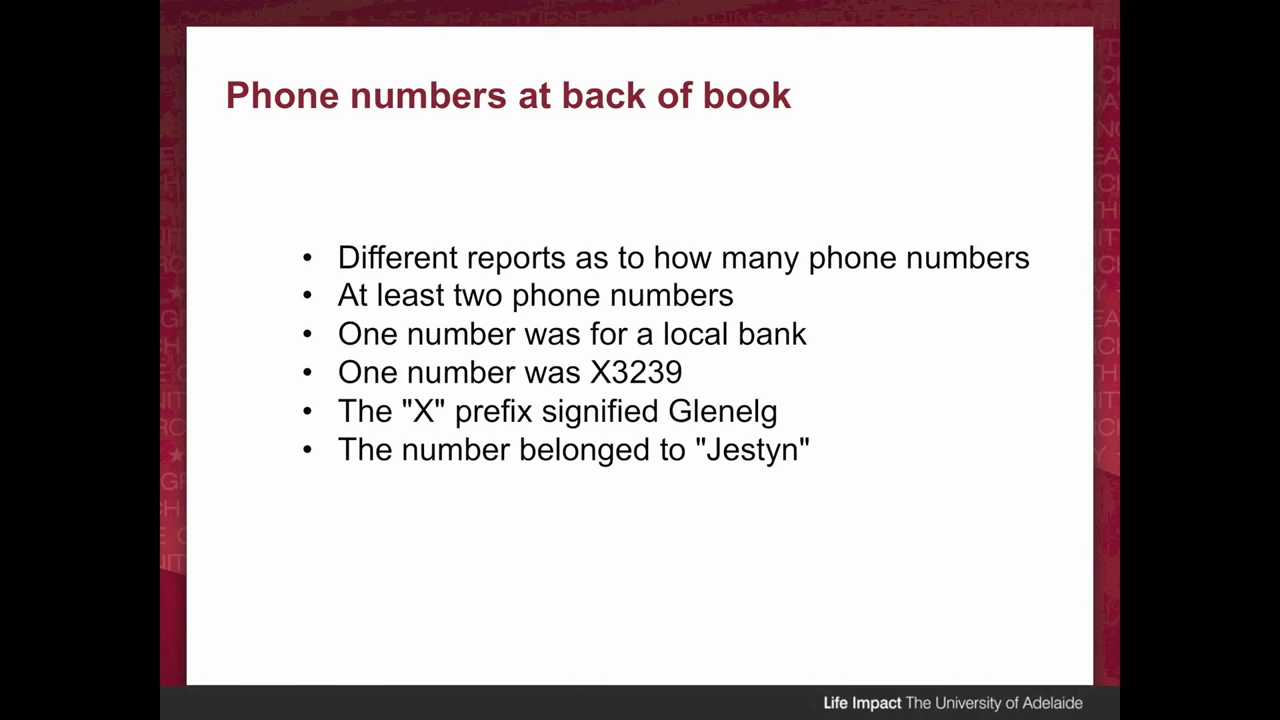 Phone numbers at back of book
• Different reports as to how many phone numbers
• At least two phone numbers
• One number was for a local bank
• One number was X3239
• The "X" prefix signified Glenelg
• The number belonged to "Jestyn"
Life Impact The University of Adelaide